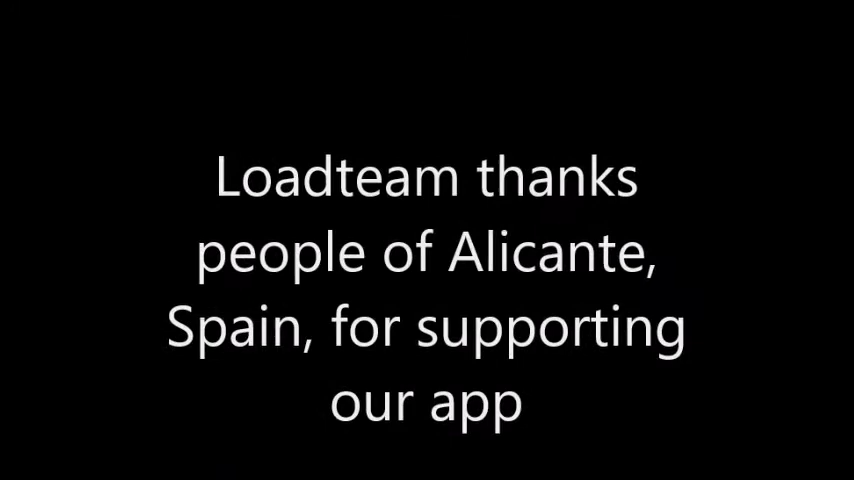 Loadteam thanks
people of Alicante,
Spain, for supporting
our app